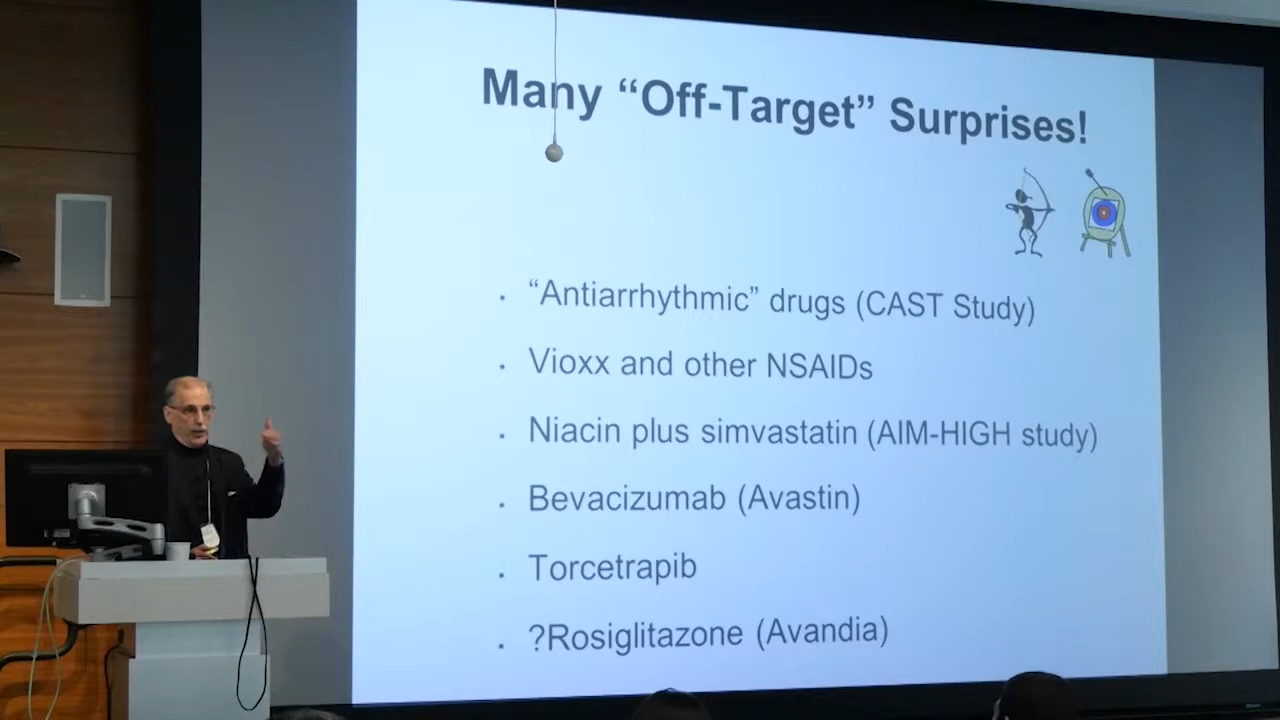 Many “Off-Target” Surprises!
“Antiarrhythmic” drugs (CAST Study)
Vioxx and other NSAIDs
Niacin plus simvastatin (AIM-HIGH study)
Bevacizumab (Avastin)
Torcetrapib
?Rosiglitazone (Avandia)